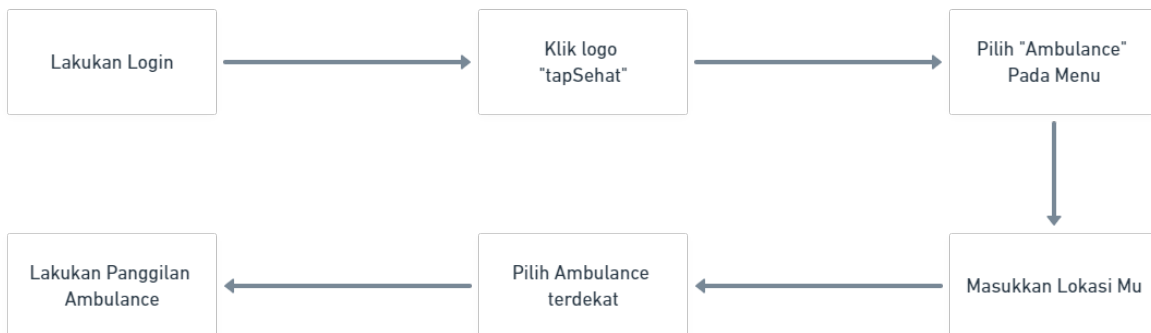 Lakukan Login
Klik logo
"tapSehat"
Pilih "Ambulance"
Pada Menu
Masukkan Lokasi Mu
Pilih Ambulance
terdekat
Lakukan Panggilan
Ambulance